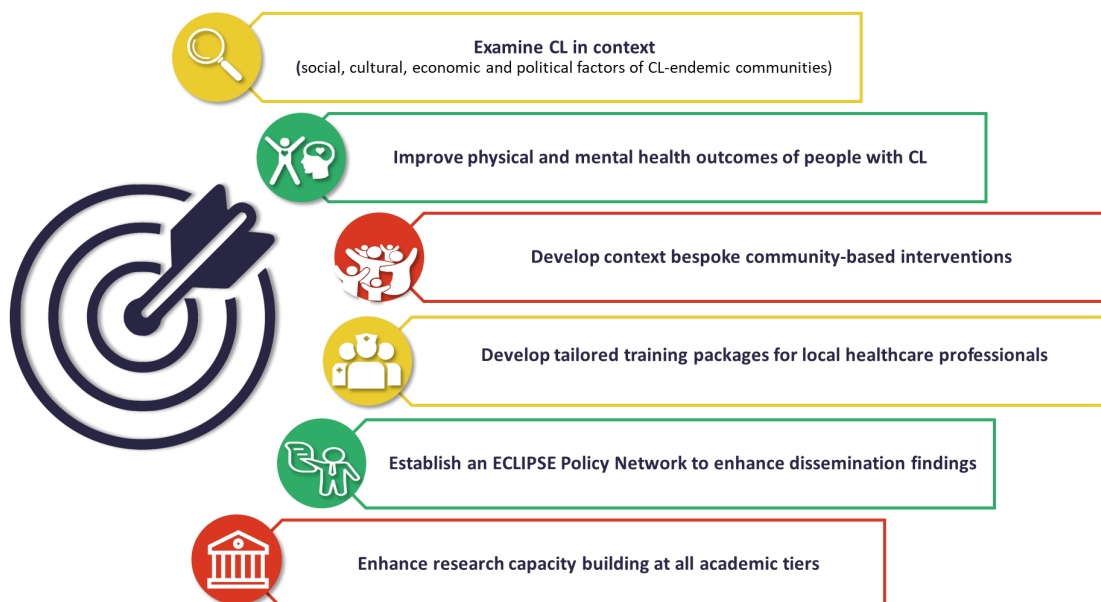 Examine CL in context
(social, cultural, economic and political factors of CL-endemic communities)
Improve physical and mental health outcomes of people with CL
Develop context bespoke community-based interventions
Develop tailored training packages for local healthcare professionals
Establish an ECLIPSE Policy Network to enhance dissemination findings
Enhance research capacity building at all academic tiers